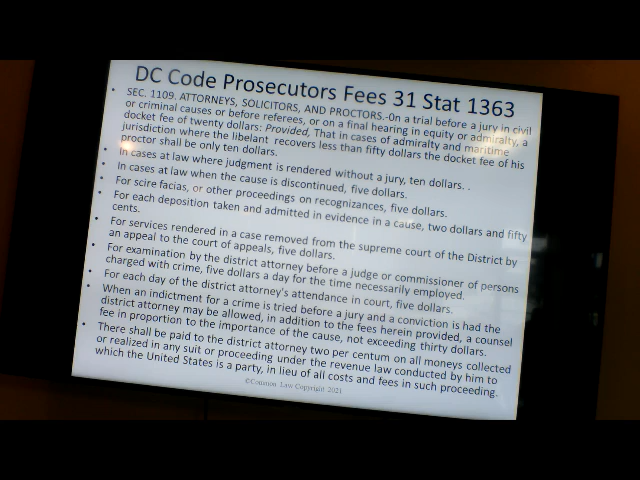 DC Code Prosecutors Fees 31 Stat 1363
• SEC. 1109. ATTORNEYS, SOLICITORS, AND PROCTORS.-On a trial before a jury in civil
or criminal causes or before referees, or on a final hearing in equity or admiralty, a
docket fee of twenty dollars: Provided, That in cases of admiralty and maritime
jurisdiction where the libelant recovers less than fifty dollars the docket fee of his
proctor shall be only ten dollars.
• In cases at law where judgment is rendered without a jury, ten dollars. .
• In cases at law when the cause is discontinued, five dollars.
• For scire facias, or other proceedings on recognizances, five dollars.
• For each deposition taken and admitted in evidence in a cause, two dollars and fifty
cents.
• For services rendered in a case removed from the supreme court of the District by
an appeal to the court of appeals, five dollars.
• For examination by the district attorney before a judge or commissioner of persons
charged with crime, five dollars a day for the time necessarily employed.
• For each day of the district attorney's attendance in court, five dollars.
• When an indictment for a crime is tried before a jury and a conviction is had the
district attorney may be allowed, in addition to the fees herein provided, a counsel
fee in proportion to the importance of the cause, not exceeding thirty dollars.
• There shall be paid to the district attorney two per centum on all moneys collected
or realized in any suit or proceeding under the revenue law conducted by him to
which the United States is a party, in lieu of all costs and fees in such proceeding.
©Common Law Copyright 2021